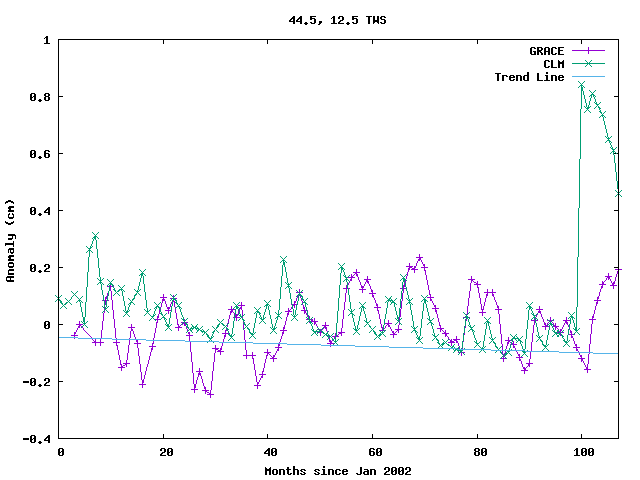 44.5, 12.5 TWS
GRACE
CLM
Trend Line
1
0.8
0.6
0.4
0.2
0
-0.2
-0.4
Anomaly (cm)
0 20 40 60 80 100
Months since Jan 2002